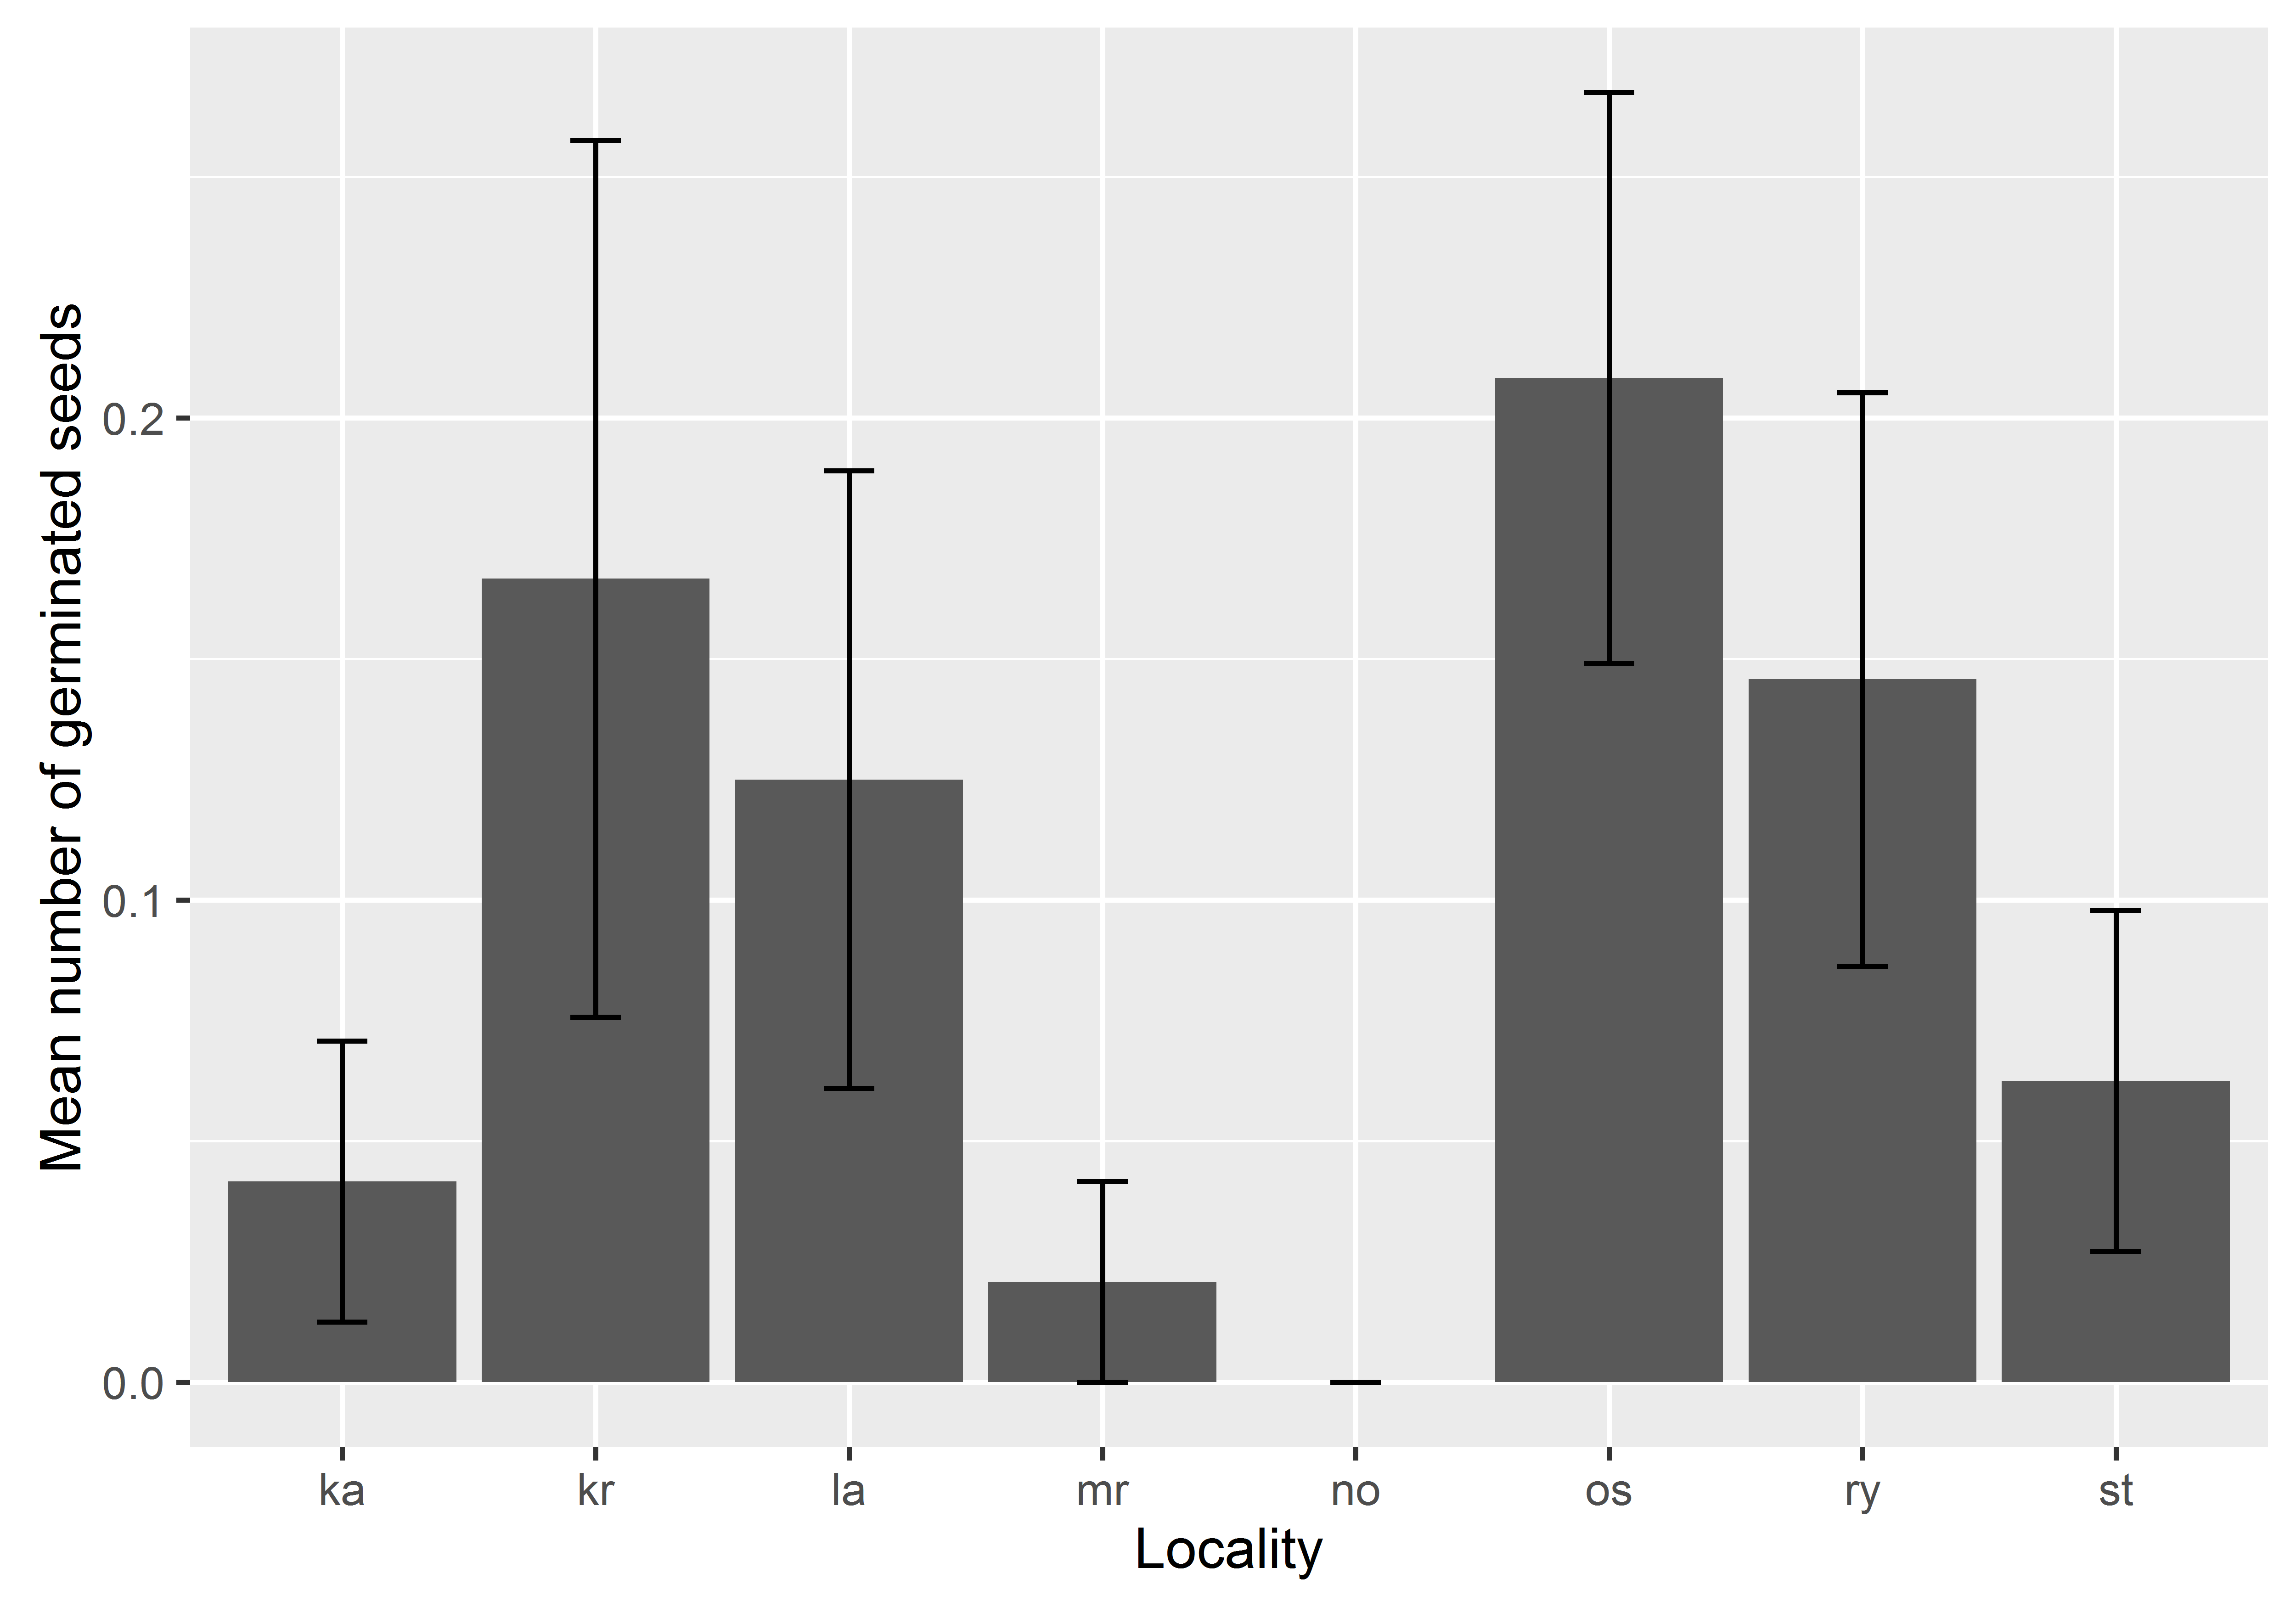 Mean number of germinated seeds
0.2
0.1
0.0
ka kr la mr no os ry st
Locality